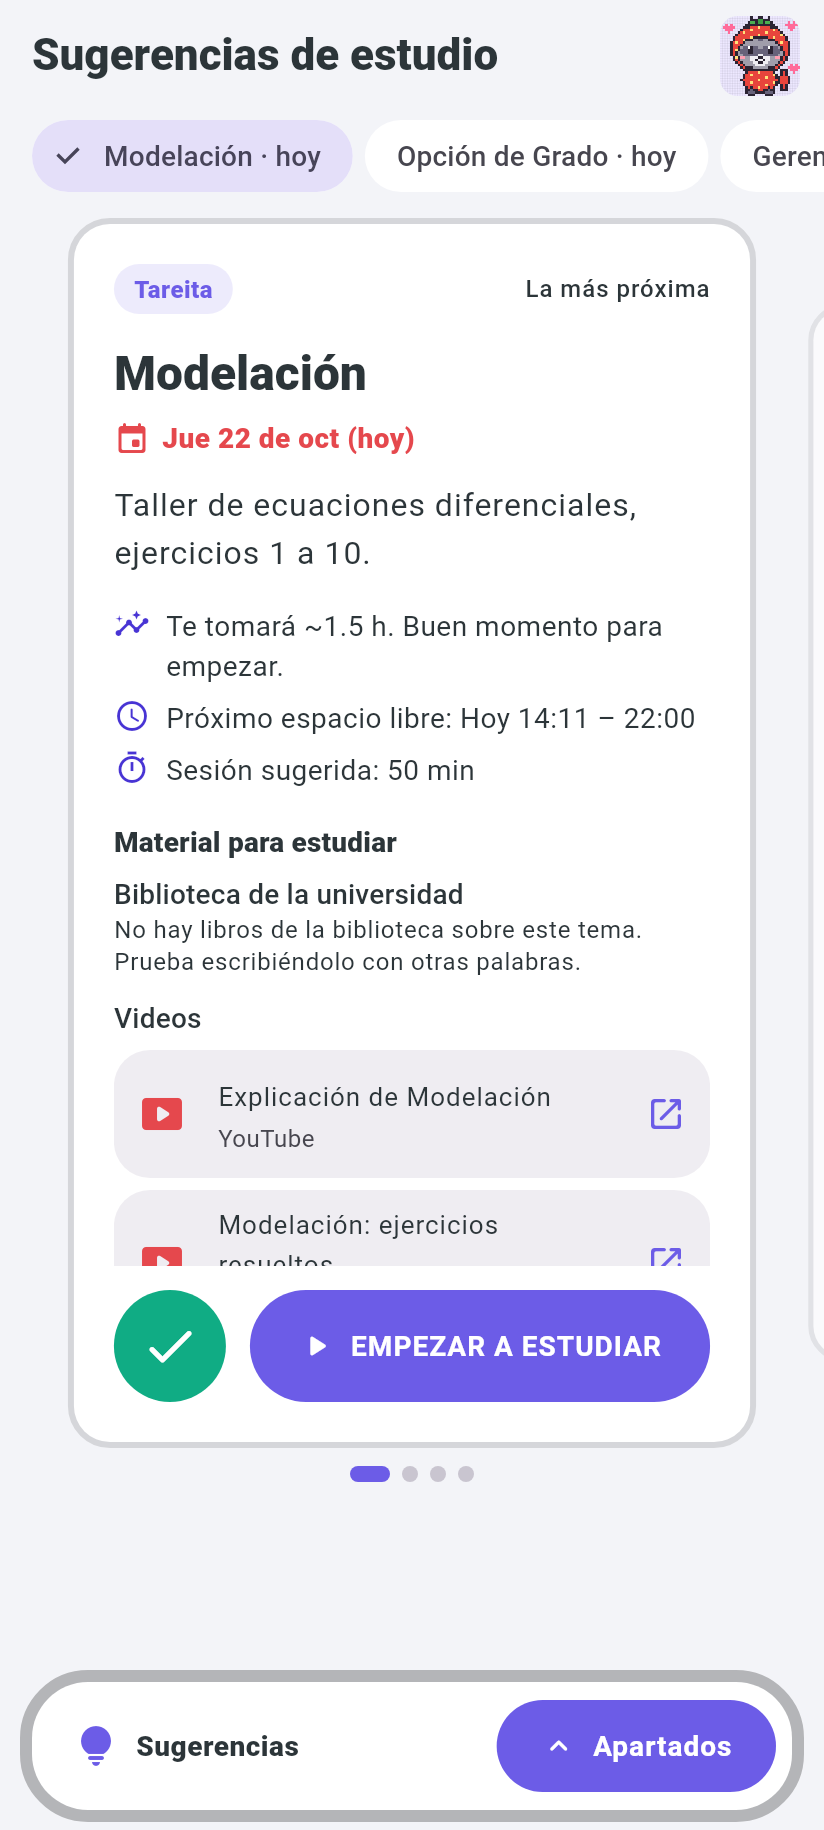 Sugerencias de estudio
Modelación · hoy
Opción de Grado · hoy
Geren
Tareita
La más próxima
Modelación
Jue 22 de oct (hoy)
Taller de ecuaciones diferenciales,
ejercicios 1 a 10.
Te tomará ~1.5 h. Buen momento para
empezar.
Próximo espacio libre: Hoy 14:11 – 22:00
Sesión sugerida: 50 min
Material para estudiar
Biblioteca de la universidad
No hay libros de la biblioteca sobre este tema.
Prueba escribiéndolo con otras palabras.
Videos
Explicación de Modelación
YouTube
Modelación: ejercicios
resueltos
EMPEZAR A ESTUDIAR
Sugerencias
Apartados